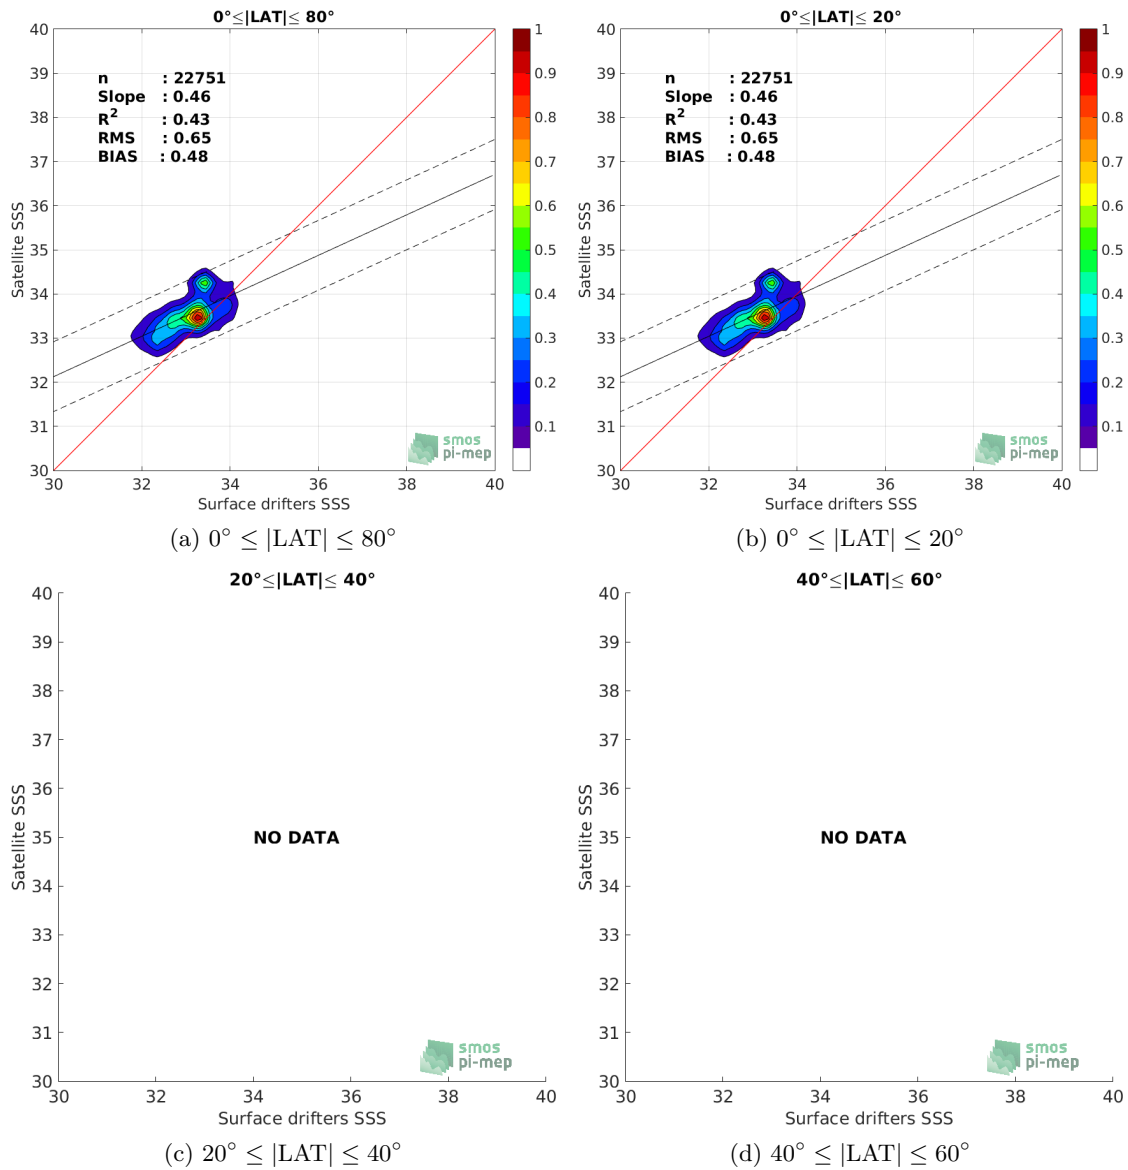 0°≤|LAT|≤ 80°
n : 22751
Slope : 0.46
R² : 0.43
RMS : 0.65
BIAS : 0.48
Satellite SSS
40
39
38
37
36
35
34
33
32
31
30
30 32 34 36 38 40
Surface drifters SSS
1
0.9
0.8
0.7
0.6
0.5
0.4
0.3
0.2
0.1
smos
pi-mep
(a) 0° ≤ |LAT| ≤ 80°
0°≤|LAT|≤ 20°
n : 22751
Slope : 0.46
R² : 0.43
RMS : 0.65
BIAS : 0.48
Satellite SSS
40
39
38
37
36
35
34
33
32
31
30
30 32 34 36 38 40
Surface drifters SSS
1
0.9
0.8
0.7
0.6
0.5
0.4
0.3
0.2
0.1
smos
pi-mep
(b) 0° ≤ |LAT| ≤ 20°
20°≤|LAT|≤ 40°
Satellite SSS
40
39
38
37
36
35
34
33
32
31
30
NO DATA
smos
pi-mep
30 32 34 36 38 40
Surface drifters SSS
(c) 20° ≤ |LAT| ≤ 40°
40°≤|LAT|≤ 60°
Satellite SSS
40
39
38
37
36
35
34
33
32
31
30
NO DATA
smos
pi-mep
30 32 34 36 38 40
Surface drifters SSS
(d) 40° ≤ |LAT| ≤ 60°